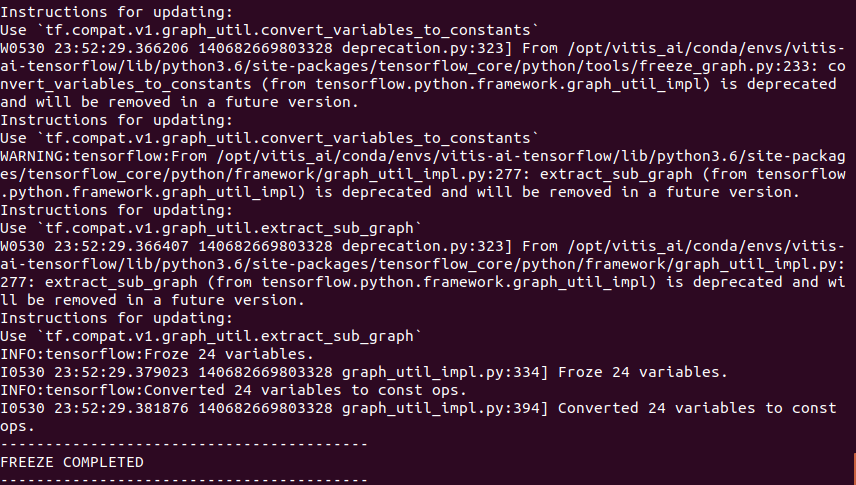 Instructions for updating:
Use `tf.compat.v1.graph_util.convert_variables_to_constants`
W0530 23:52:29.366206 140682669803328 deprecation.py:323] From /opt/vitis_ai/conda/envs/vitis-
ai-tensorflow/lib/python3.6/site-packages/tensorflow_core/python/tools/freeze_graph.py:233: co
nvert_variables_to_constants (from tensorflow.python.framework.graph_util_impl) is deprecated
and will be removed in a future version.
Instructions for updating:
Use `tf.compat.v1.graph_util.convert_variables_to_constants`
WARNING:tensorflow:From /opt/vitis_ai/conda/envs/vitis-ai-tensorflow/lib/python3.6/site-packag
es/tensorflow_core/python/framework/graph_util_impl.py:277: extract_sub_graph (from tensorflow
.python.framework.graph_util_impl) is deprecated and will be removed in a future version.
Instructions for updating:
Use `tf.compat.v1.graph_util.extract_sub_graph`
W0530 23:52:29.366407 140682669803328 deprecation.py:323] From /opt/vitis_ai/conda/envs/vitis-
ai-tensorflow/lib/python3.6/site-packages/tensorflow_core/python/framework/graph_util_impl.py:
277: extract_sub_graph (from tensorflow.python.framework.graph_util_impl) is deprecated and wi
ll be removed in a future version.
Instructions for updating:
Use `tf.compat.v1.graph_util.extract_sub_graph`
INFO:tensorflow:Froze 24 variables.
I0530 23:52:29.379023 140682669803328 graph_util_impl.py:334] Froze 24 variables.
INFO:tensorflow:Converted 24 variables to const ops.
I0530 23:52:29.381876 140682669803328 graph_util_impl.py:394] Converted 24 variables to const
ops.
-----------------------------------------
FREEZE COMPLETED
-----------------------------------------